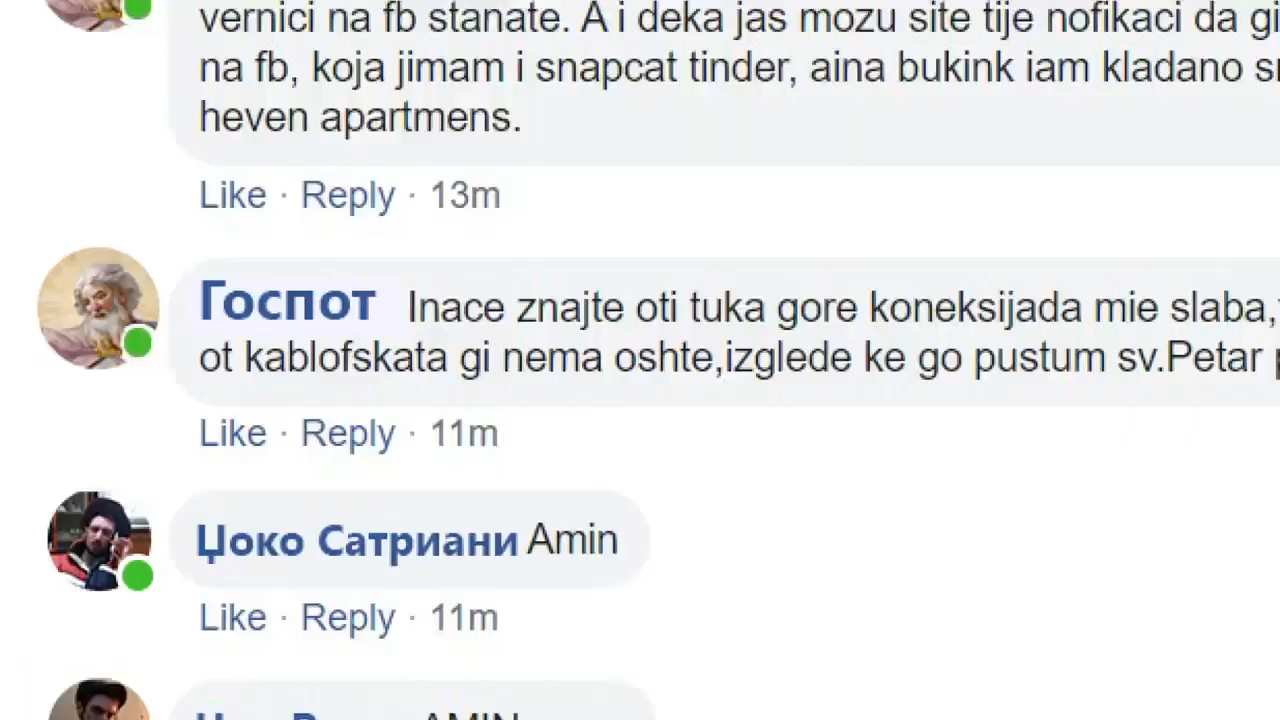 vernici na fb stanate. A i deka jas mozu site tije nofikaci da gi
na fb, koja jimam i snapcat tinder, aina bukink iam kladano
heven apartmens.
Like · Reply · 13m
Госпот Inace znajte oti tuka gore koneksijada mie slaba,
ot kablofskata gi nema oshte,izglede ke go pustum sv.Petar
Like · Reply · 11m
Џоко Сатриани Amin
Like · Reply · 11m
AMIN